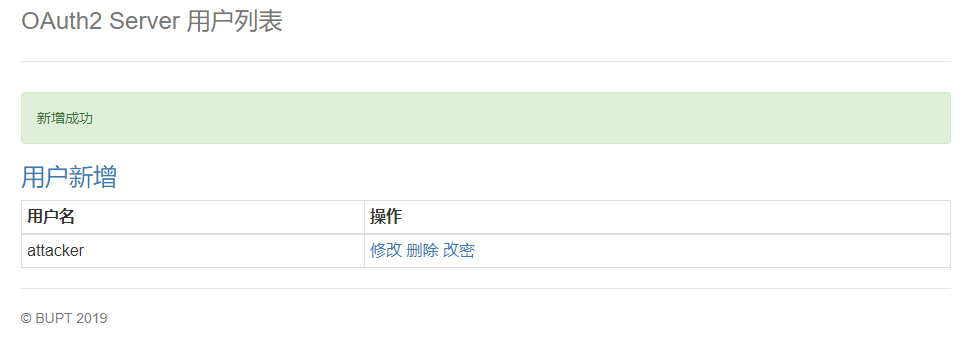 OAuth2 Server 用户列表
新增成功
用户新增
用户名 操作
attacker 修改 删除 改密
© BUPT 2019